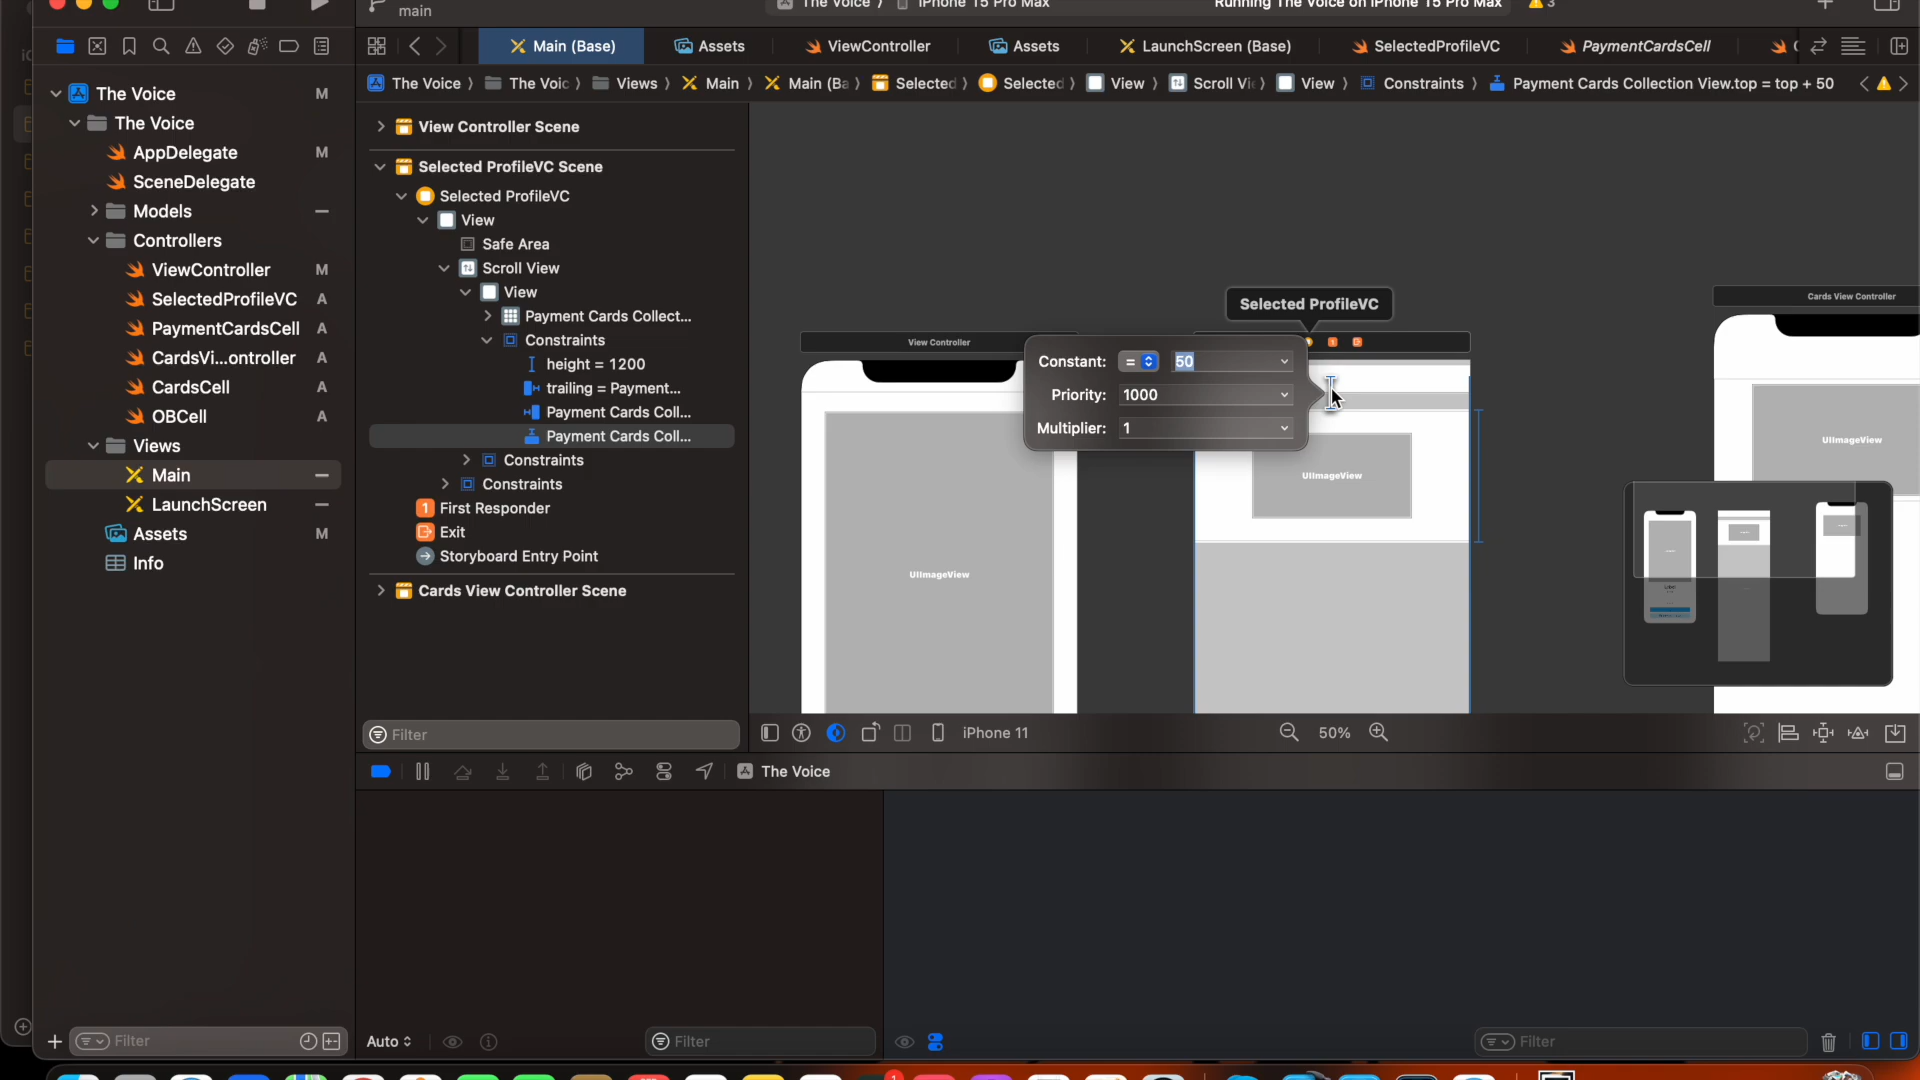 main
The Voice
iPhone 15 Pro Max
Running The Voice on iPhone 15 Pro Max
3
Main (Base)
Assets
ViewController
Assets
LaunchScreen (Base)
SelectedProfileVC
PaymentCardsCell
The Voice
The Voic
Views
Main
Main (Ba
Selected
Selected
View
Scroll Vi
View
Constraints
Payment Cards Collection View.top = top + 50
The Voice M
The Voice
AppDelegate M
SceneDelegate
Models
Controllers
ViewController M
SelectedProfileVC A
PaymentCardsCell A
CardsVi...ontroller A
CardsCell A
OBCell A
Views
Main
LaunchScreen
Assets M
Info
Filter
View Controller Scene
Selected ProfileVC Scene
Selected ProfileVC
View
Safe Area
Scroll View
View
Payment Cards Collect...
Constraints
height = 1200
trailing = Payment...
Payment Cards Coll...
Payment Cards Coll...
Constraints
Constraints
1 First Responder
Exit
Storyboard Entry Point
Cards View Controller Scene
Filter
View Controller
UIImageView
Selected ProfileVC
Constant: = 50
Priority: 1000
Multiplier: 1
UIImageView
Cards View Controller
UIImageView
iPhone 11
50%
The Voice
Auto
Filter
Filter